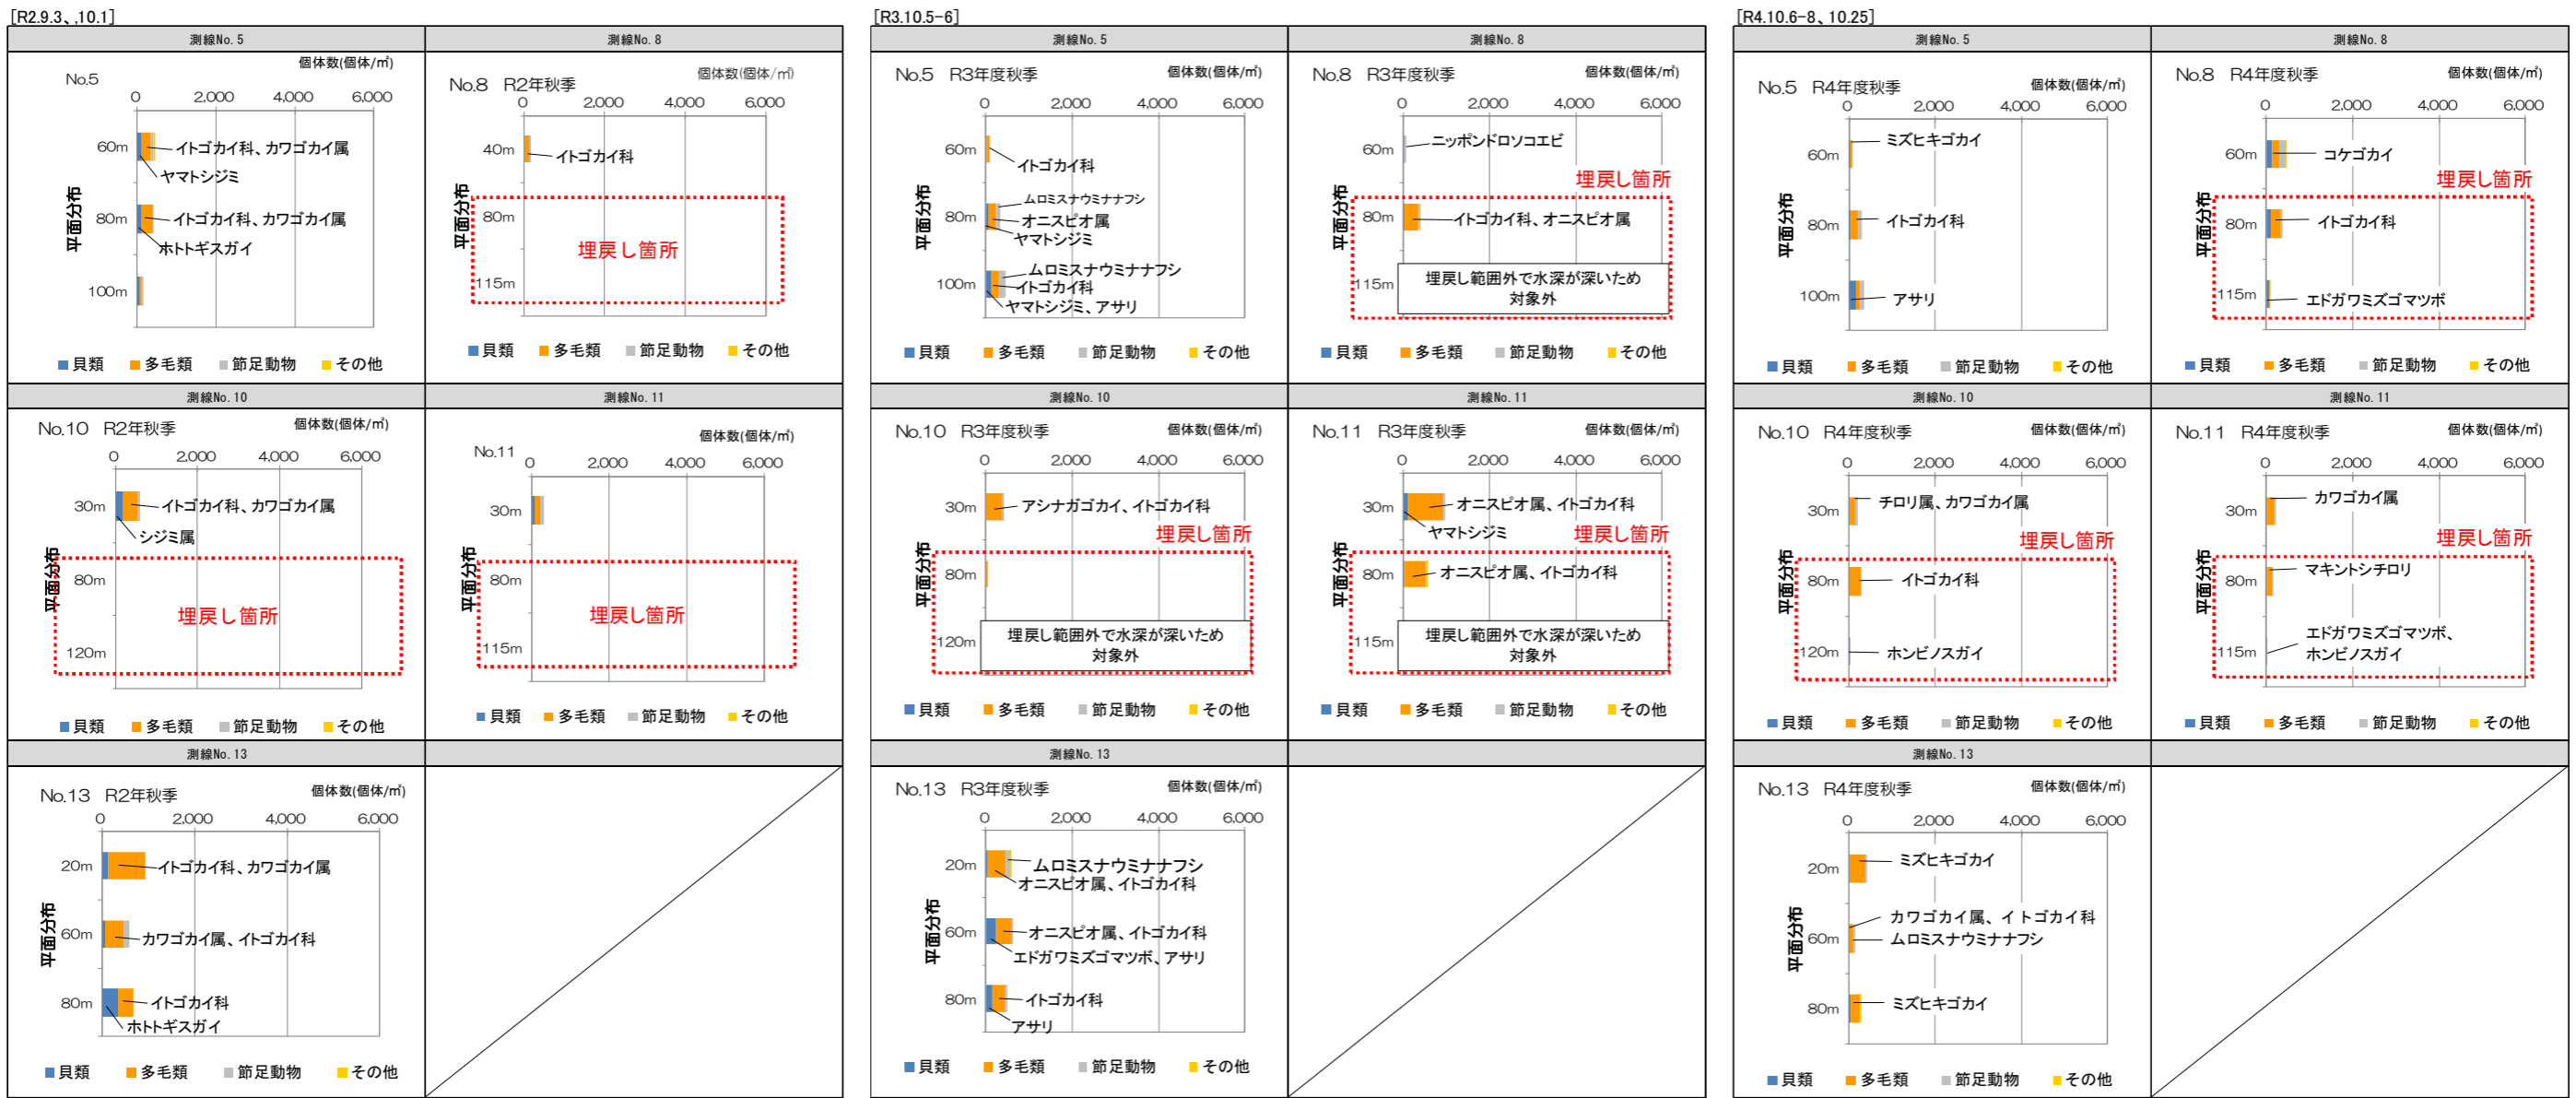 [R2.9.3、,10.1]
測線No.5
測線No.8
No.5
個体数(個体/㎡)
0 2,000 4,000 6,000
平面分布
60m
イトゴカイ科、カワゴカイ属
ヤマトシジミ
80m
イトゴカイ科、カワゴカイ属
ホトトギスガイ
100m
貝類 多毛類 節足動物 その他
No.8 R2年秋季
個体数(個体/㎡)
0 2,000 4,000 6,000
平面分布
40m
イトゴカイ科
80m
埋戻し箇所
115m
貝類 多毛類 節足動物 その他
測線No.10
測線No.11
No.10 R2年秋季
個体数(個体/㎡)
0 2,000 4,000 6,000
平面分布
30m
イトゴカイ科、カワゴカイ属
シジミ属
80m
埋戻し箇所
120m
貝類 多毛類 節足動物 その他
No.11
個体数(個体/㎡)
0 2,000 4,000 6,000
平面分布
30m
80m
埋戻し箇所
115m
貝類 多毛類 節足動物 その他
測線No.13
No.13 R2年秋季
個体数(個体/㎡)
0 2,000 4,000 6,000
平面分布
20m
イトゴカイ科、カワゴカイ属
60m
カワゴカイ属、イトゴカイ科
80m
イトゴカイ科
ホトトギスガイ
貝類 多毛類 節足動物 その他
[R3.10.5-6]
測線No.5
測線No.8
No.5 R3年度秋季
個体数(個体/㎡)
0 2,000 4,000 6,000
平面分布
60m
イトゴカイ科
ムロミスナウミナナフシ
80m
オニスピオ属
ヤマトシジミ
ムロミスナウミナナフシ
100m
イトゴカイ科
ヤマトシジミ、アサリ
貝類 多毛類 節足動物 その他
No.8 R3年度秋季
個体数(個体/㎡)
0 2,000 4,000 6,000
平面分布
60m
ニッポンドロソコエビ
埋戻し箇所
80m
イトゴカイ科、オニスピオ属
115m
埋戻し範囲外で水深が深いため
対象外
貝類 多毛類 節足動物 その他
測線No.10
測線No.11
No.10 R3年度秋季
個体数(個体/㎡)
0 2,000 4,000 6,000
平面分布
30m
アシナガゴカイ、イトゴカイ科
埋戻し箇所
80m
120m
埋戻し範囲外で水深が深いため
対象外
貝類 多毛類 節足動物 その他
No.11 R3年度秋季
個体数(個体/㎡)
0 2,000 4,000 6,000
平面分布
30m
オニスピオ属、イトゴカイ科
ヤマトシジミ
埋戻し箇所
80m
オニスピオ属、イトゴカイ科
115m
埋戻し範囲外で水深が深いため
対象外
貝類 多毛類 節足動物 その他
測線No.13
No.13 R3年度秋季
個体数(個体/㎡)
0 2,000 4,000 6,000
平面分布
20m
ムロミスナウミナナフシ
オニスピオ属、イトゴカイ科
60m
オニスピオ属、イトゴカイ科
エドガワミズゴマツボ、アサリ
80m
イトゴカイ科
アサリ
貝類 多毛類 節足動物 その他
[R4.10.6-8、10.25]
測線No.5
測線No.8
No.5 R4年度秋季
個体数(個体/㎡)
0 2,000 4,000 6,000
平面分布
60m
ミズヒキゴカイ
80m
イトゴカイ科
100m
アサリ
貝類 多毛類 節足動物 その他
No.8 R4年度秋季
個体数(個体/㎡)
0 2,000 4,000 6,000
平面分布
60m
コケゴカイ
埋戻し箇所
80m
イトゴカイ科
115m
エドガワミズゴマツボ
貝類 多毛類 節足動物 その他
測線No.10
測線No.11
No.10 R4年度秋季
個体数(個体/㎡)
0 2,000 4,000 6,000
平面分布
30m
チロリ属、カワゴカイ属
埋戻し箇所
80m
イトゴカイ科
120m
ホンビノスガイ
貝類 多毛類 節足動物 その他
No.11 R4年度秋季
個体数(個体/㎡)
0 2,000 4,000 6,000
平面分布
30m
カワゴカイ属
埋戻し箇所
80m
マキントシチロリ
115m
エドガワミズゴマツボ、
ホンビノスガイ
貝類 多毛類 節足動物 その他
測線No.13
No.13 R4年度秋季
個体数(個体/㎡)
0 2,000 4,000 6,000
平面分布
20m
ミズヒキゴカイ
60m
カワゴカイ属、イトゴカイ科
ムロミスナウミナナフシ
80m
ミズヒキゴカイ
貝類 多毛類 節足動物 その他